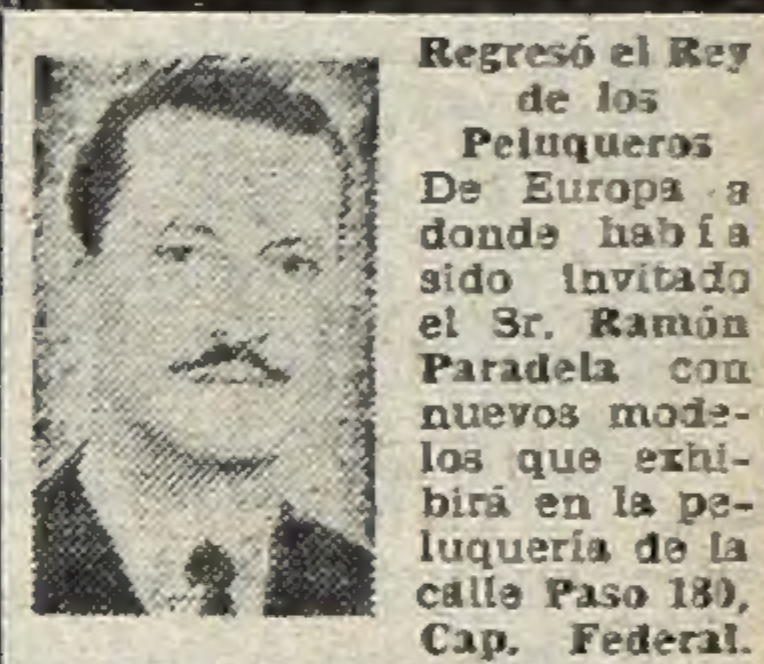 Regresó el Rey
de los
Peluqueros
De Europa a
donde había
sido invitado
el Sr. Ramón
Paradela con
nuevos mode-
los que exhi-
birá en la pe-
luquería de la
calle Paso 180,
Cap. Federal.